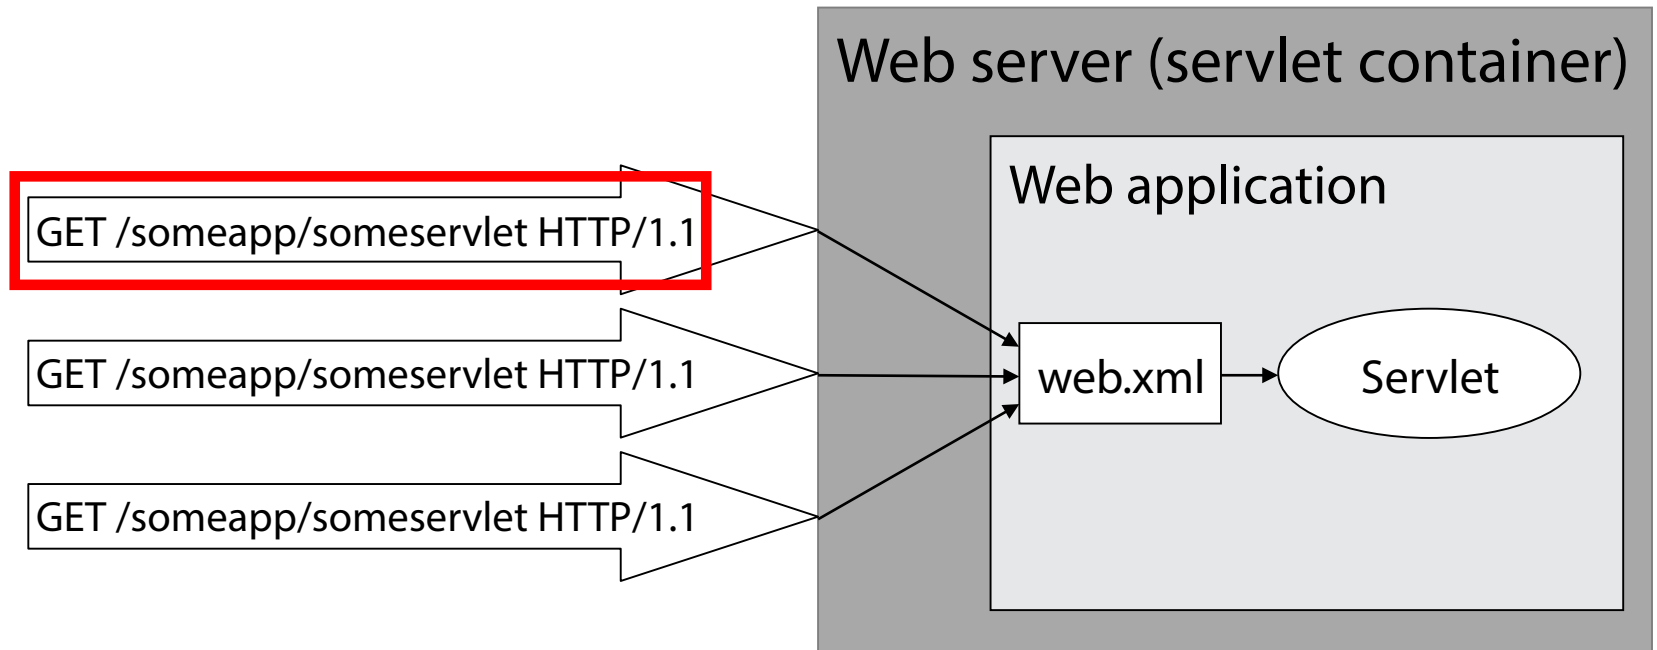 Web server (servlet container)
Web application
GET /someapp/someservlet HTTP/1.1
GET /someapp/someservlet HTTP/1.1
web.xml
Servlet
GET /someapp/someservlet HTTP/1.1